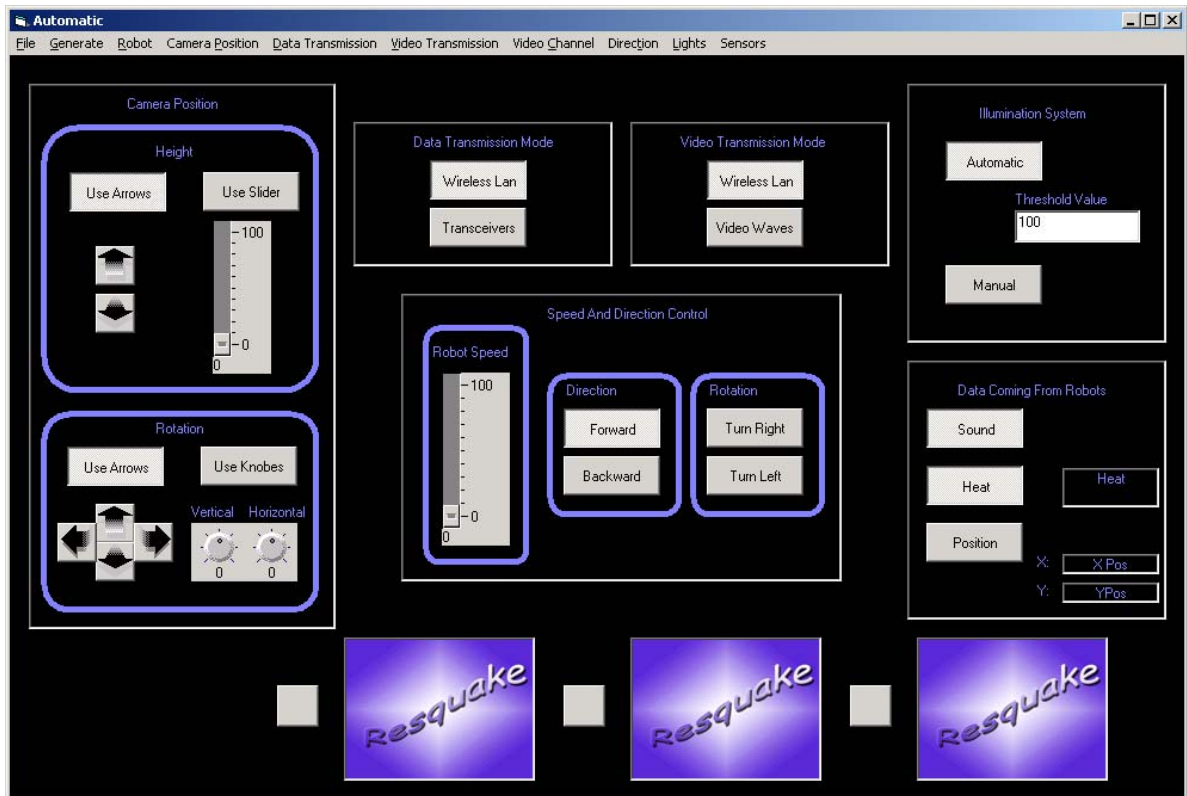 Automatic
File Generate Robot Camera Position Data Transmission Video Transmission Video Channel Direction Lights Sensors
Camera Position
Height
Use Arrows Use Slider
100
0
0
Rotation
Use Arrows Use Knobes
Vertical Horizontal
0 0
Data Transmission Mode
Wireless Lan
Transceivers
Video Transmission Mode
Wireless Lan
Video Waves
Speed And Direction Control
Robot Speed
100
0
0
Direction
Forward
Backward
Rotation
Turn Right
Turn Left
Illumination System
Automatic
Threshold Value
100
Manual
Data Coming From Robots
Sound
Heat Heat
Position
X: X Pos
Y: YPos
Resquake Resquake Resquake